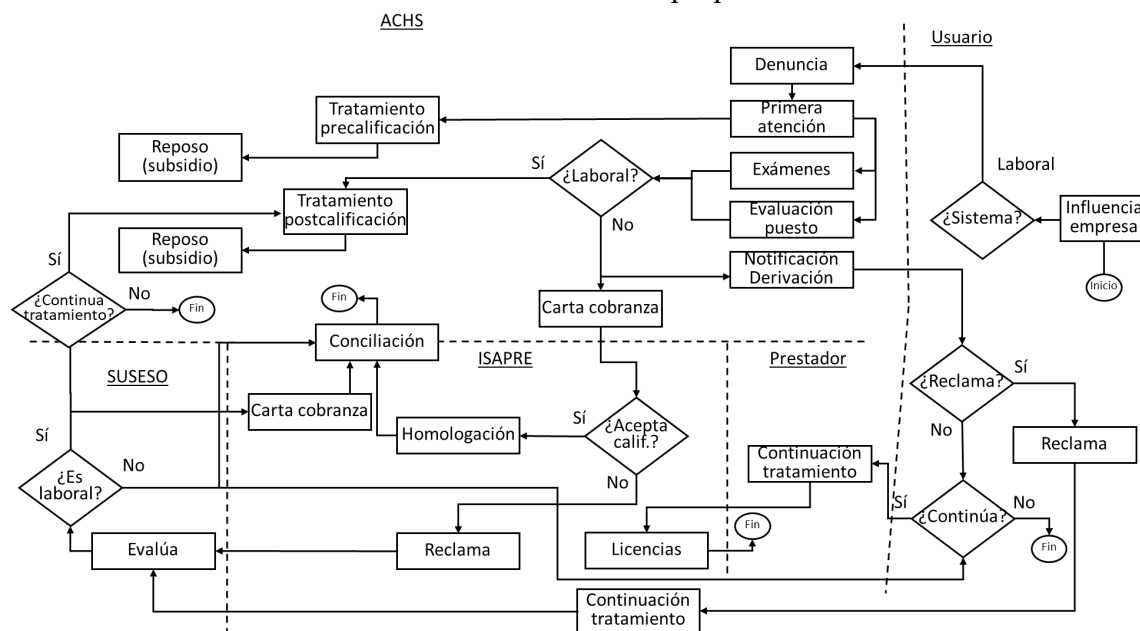 ACHS
Usuario
Denuncia
Primera
atención
Tratamiento
precalificación
Reposo
(subsidio)
Sí
¿Laboral?
Exámenes
Laboral
Tratamiento
postcalificación
Evaluación
puesto
¿Sistema?
Influencia
empresa
No
Reposo
(subsidio)
Sí
Notificación
Derivación
Inicio
¿Continua
tratamiento?
No
Fin
Fin
Carta cobranza
Conciliación
SUSESO
ISAPRE
Prestador
¿Reclama?
Sí
Carta cobranza
Sí
Homologación
Sí
¿Acepta
calif.?
No
Reclama
¿Es
laboral?
No
No
Continuación
tratamiento
Sí
¿Continúa?
No
Fin
Fin
Evalúa
Reclama
Licencias
Continuación
tratamiento